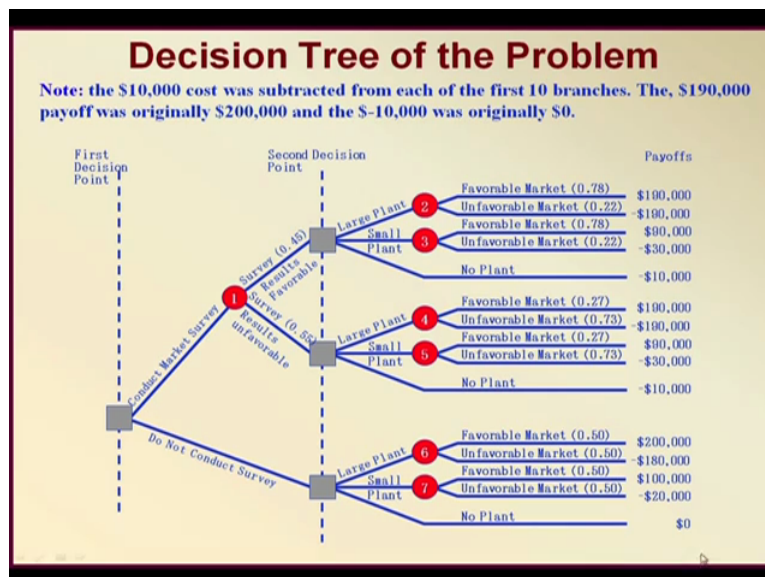 Decision Tree of the Problem
Note: the $10,000 cost was subtracted from each of the first 10 branches. The, $190,000
payoff was originally $200,000 and the $-10,000 was originally $0.
First
Decision
Point
Second Decision
Point
Payoffs
Conduct Market Survey
Do Not Conduct Survey
1
Survey (0.45)
Results
Favorable
Survey (0.55)
Results
unfavorable
Large Plant
2
Favorable Market (0.78)
$190,000
Unfavorable Market (0.22)
-$190,000
Small
Plant
3
Favorable Market (0.78)
$90,000
Unfavorable Market (0.22)
-$30,000
No Plant
-$10,000
Large Plant
4
Favorable Market (0.27)
$190,000
Unfavorable Market (0.73)
-$190,000
Small
Plant
5
Favorable Market (0.27)
$90,000
Unfavorable Market (0.73)
-$30,000
No Plant
-$10,000
Large Plant
6
Favorable Market (0.50)
$200,000
Unfavorable Market (0.50)
-$180,000
Small
Plant
7
Favorable Market (0.50)
$100,000
Unfavorable Market (0.50)
-$20,000
No Plant
$0